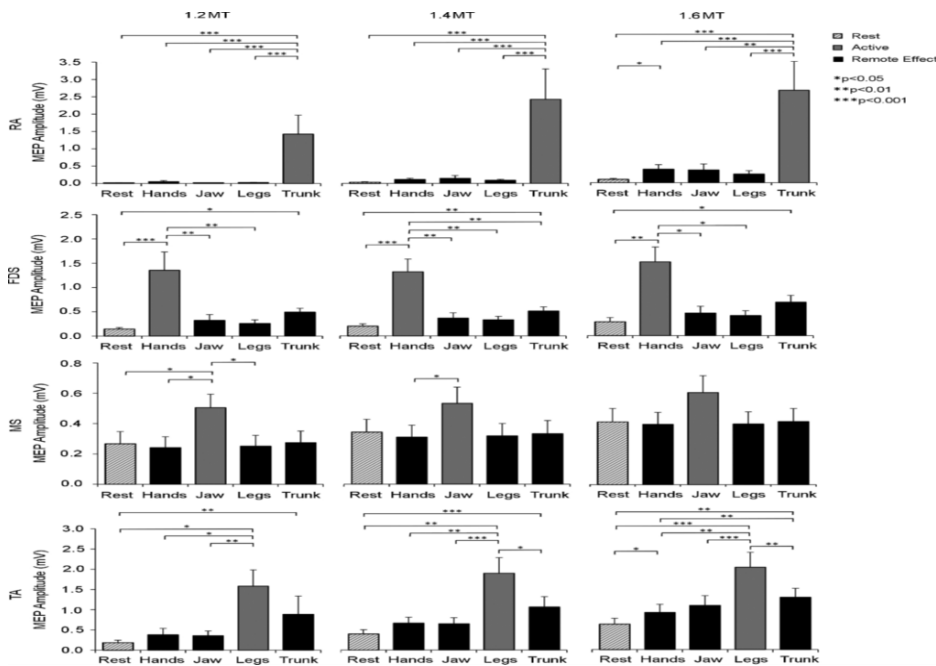 1.2MT 1.4MT 1.6MT
Rest
Active
Remote Effect
*p<0.05
**p<0.01
***p<0.001
RA
MEP Amplitude (mV)
*** *** *** ***
*** *** *** ***
*** *** ** *** *
3.5
3.0
2.5
2.0
1.5
1.0
0.5
0.0
Rest Hands Jaw Legs Trunk
Rest Hands Jaw Legs Trunk
Rest Hands Jaw Legs Trunk
FDS
MEP Amplitude (mV)
* ** *** **
** ** ** *** **
* * ** *
2.5
2.0
1.5
1.0
0.5
0.0
Rest Hands Jaw Legs Trunk
Rest Hands Jaw Legs Trunk
Rest Hands Jaw Legs Trunk
MS
MEP Amplitude (mV)
* * *
*
0.8
0.6
0.4
0.2
0.0
Rest Hands Jaw Legs Trunk
Rest Hands Jaw Legs Trunk
Rest Hands Jaw Legs Trunk
TA
MEP Amplitude (mV)
** * * **
*** ** ** *** *
** ** *** ** *** ** *
3.0
2.5
2.0
1.5
1.0
0.5
0.0
Rest Hands Jaw Legs Trunk
Rest Hands Jaw Legs Trunk
Rest Hands Jaw Legs Trunk